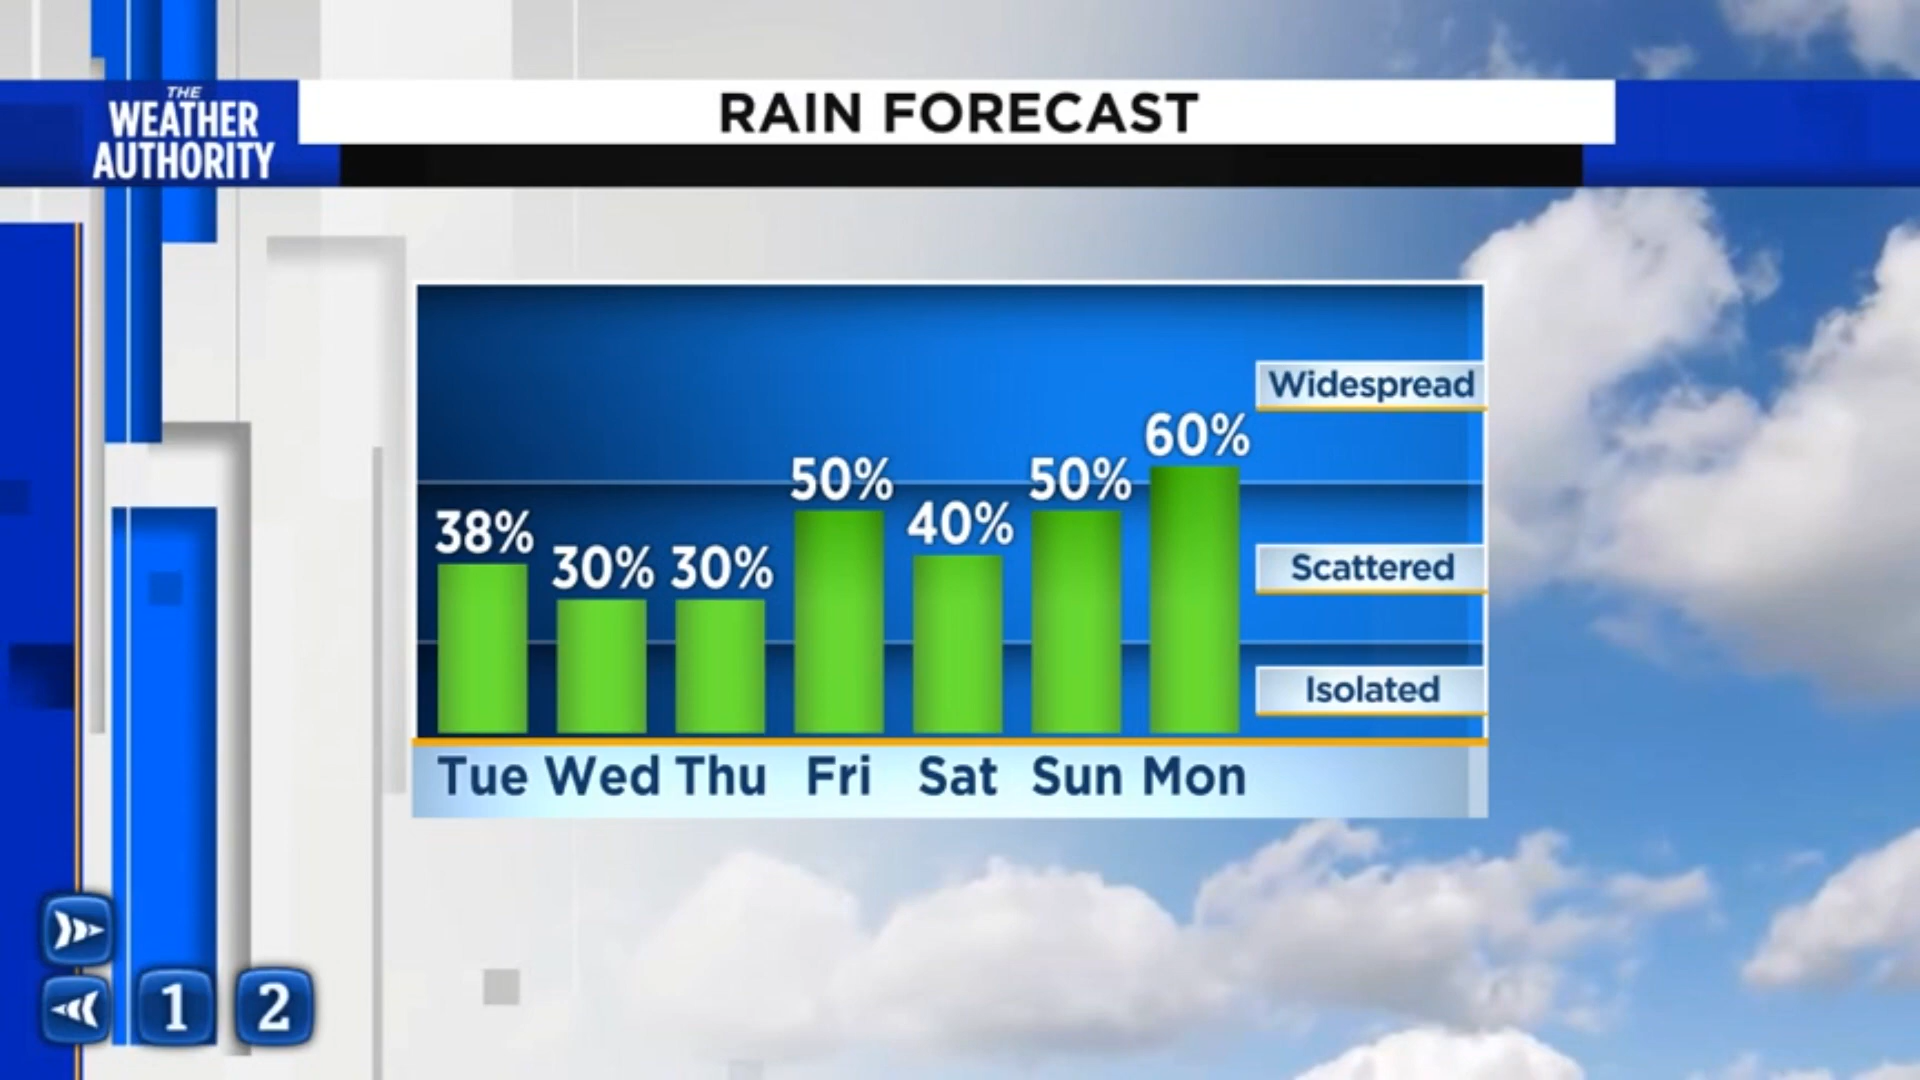 THE
WEATHER
AUTHORITY
RAIN FORECAST
Widespread
Scattered
Isolated
38% 30% 30% 50% 40% 50% 60%
Tue Wed Thu Fri Sat Sun Mon
1 2